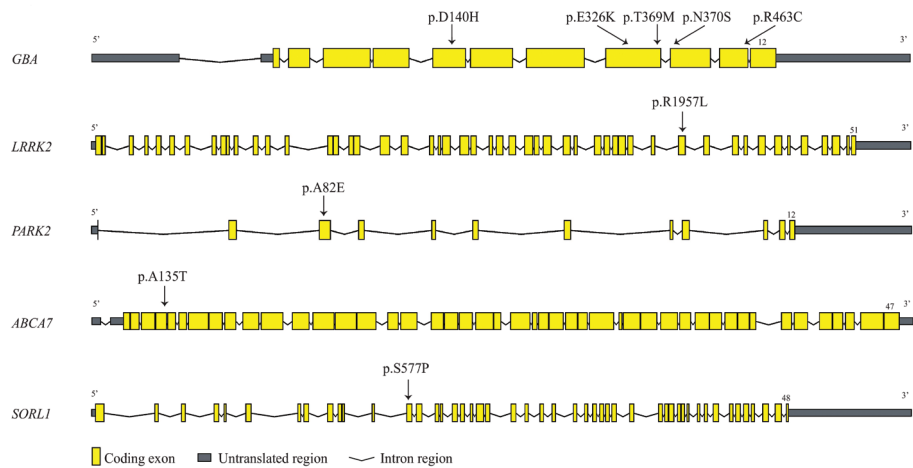 p.D140H p.E326K p.T369M p.N370S p.R463C
5’ 12 3’
GBA
p.R1957L
5’ 51 3’
LRRK2
p.A82E
5’ 12 3’
PARK2
p.A135T
5’ 47 3’
ABCA7
p.S577P
5’ 48 3’
SORL1
Coding exon Untranslated region Intron region